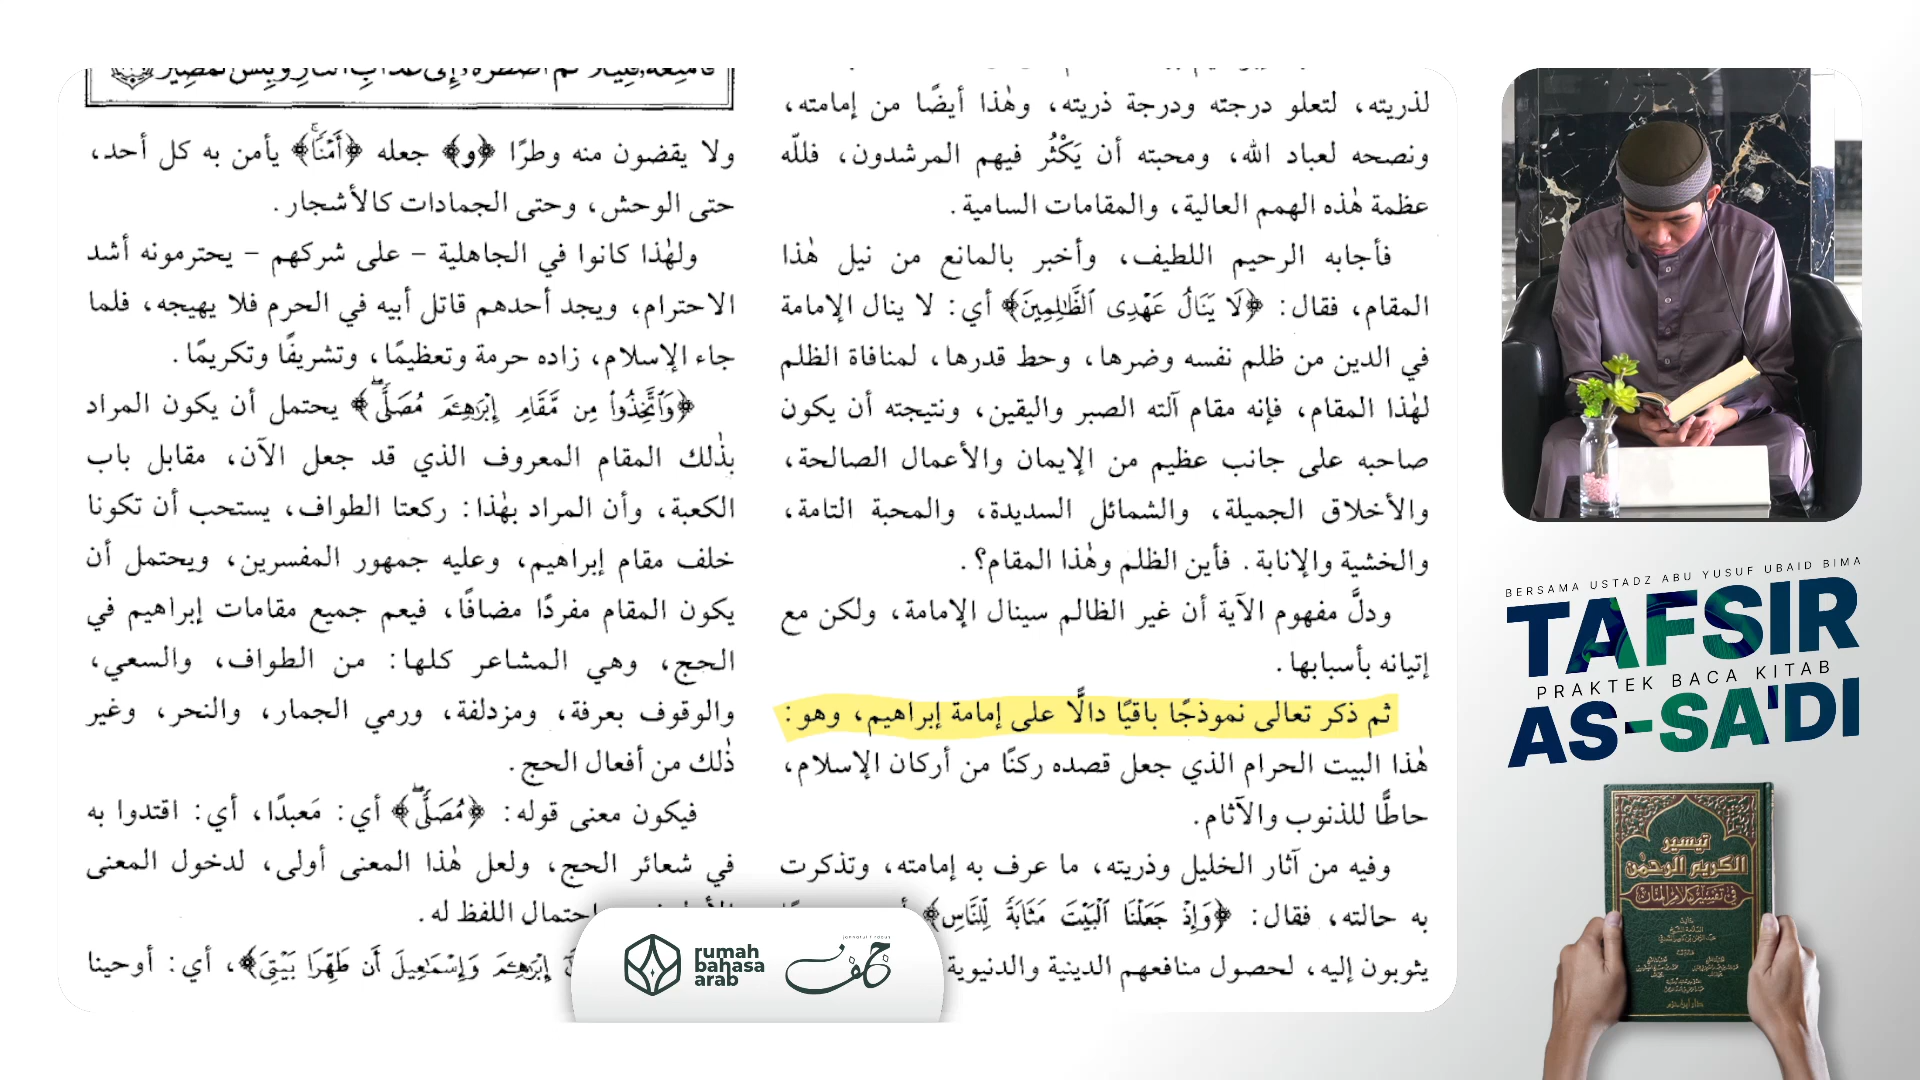 لذريته، لتعلو درجته ودرجة ذريته، وهٰذا أيضًا من إمامته،
ونصحه لعباد الله، ومحبته أن يَكْثُر فيهم المرشدون، فللّه
عظمة هٰذه الهمم العالية، والمقامات السامية.
فأجابه الرحيم اللطيف، وأخبر بالمانع من نيل هٰذا
المقام، فقال: ﴿لَا يَنَالُ عَهْدِى ٱلظَّٰلِمِينَ﴾ أي: لا ينال الإمامة
في الدين من ظلم نفسه وضرها، وحط قدرها، لمنافاة الظلم
لهٰذا المقام، فإنه مقام آلته الصبر واليقين، ونتيجته أن يكون
صاحبه على جانب عظيم من الإيمان والأعمال الصالحة،
والأخلاق الجميلة، والشمائل السديدة، والمحبة التامة،
والخشية والإنابة. فأين الظلم وهٰذا المقام؟.
ودلَّ مفهوم الآية أن غير الظالم سينال الإمامة، ولكن مع
إتيانه بأسبابها.
ثم ذكر تعالى نموذجًا باقيًا دالًّا على إمامة إبراهيم، وهو:
هٰذا البيت الحرام الذي جعل قصده ركنًا من أركان الإسلام،
حاطًّا للذنوب والآثام.
وفيه من آثار الخليل وذريته، ما عرف به إمامته، وتذكرت
به حالته، فقال: ﴿وَإِذْ جَعَلْنَا ٱلْبَيْتَ مَثَابَةً لِّلنَّاسِ﴾
يثوبون إليه، لحصول منافعهم الدينية والدنيوية
ولا يقضون منه وطرًا ﴿و﴾ جعله ﴿أَمْنًا﴾ يأمن به كل أحد،
حتى الوحش، وحتى الجمادات كالأشجار.
ولهٰذا كانوا في الجاهلية – على شركهم – يحترمونه أشد
الاحترام، ويجد أحدهم قاتل أبيه في الحرم فلا يهيجه، فلما
جاء الإسلام، زاده حرمة وتعظيمًا، وتشريفًا وتكريمًا.
﴿وَٱتَّخِذُوا۟ مِن مَّقَامِ إِبْرَٰهِـۧمَ مُصَلًّى﴾ يحتمل أن يكون المراد
بذٰلك المقام المعروف الذي قد جعل الآن، مقابل باب
الكعبة، وأن المراد بهٰذا: ركعتا الطواف، يستحب أن تكونا
خلف مقام إبراهيم، وعليه جمهور المفسرين، ويحتمل أن
يكون المقام مفردًا مضافًا، فيعم جميع مقامات إبراهيم في
الحج، وهي المشاعر كلها: من الطواف، والسعي،
والوقوف بعرفة، ومزدلفة، ورمي الجمار، والنحر، وغير
ذٰلك من أفعال الحج.
فيكون معنى قوله: ﴿مُصَلًّى﴾ أي: مَعبدًا، أي: اقتدوا به
في شعائر الحج، ولعل هٰذا المعنى أولى، لدخول المعنى
احتمال اللفظ له.
إِبْرَٰهِـۧمَ وَإِسْمَٰعِيلَ أَن طَهِّرَا بَيْتِىَ﴾، أي: أوحينا
rumah
bahasa
arab
BERSAMA USTADZ ABU YUSUF UBAID BIMA
TAFSIR
PRAKTEK BACA KITAB
AS-SA'DI
تيسير
الكريم الرحمن
في تفسير كلام المنان